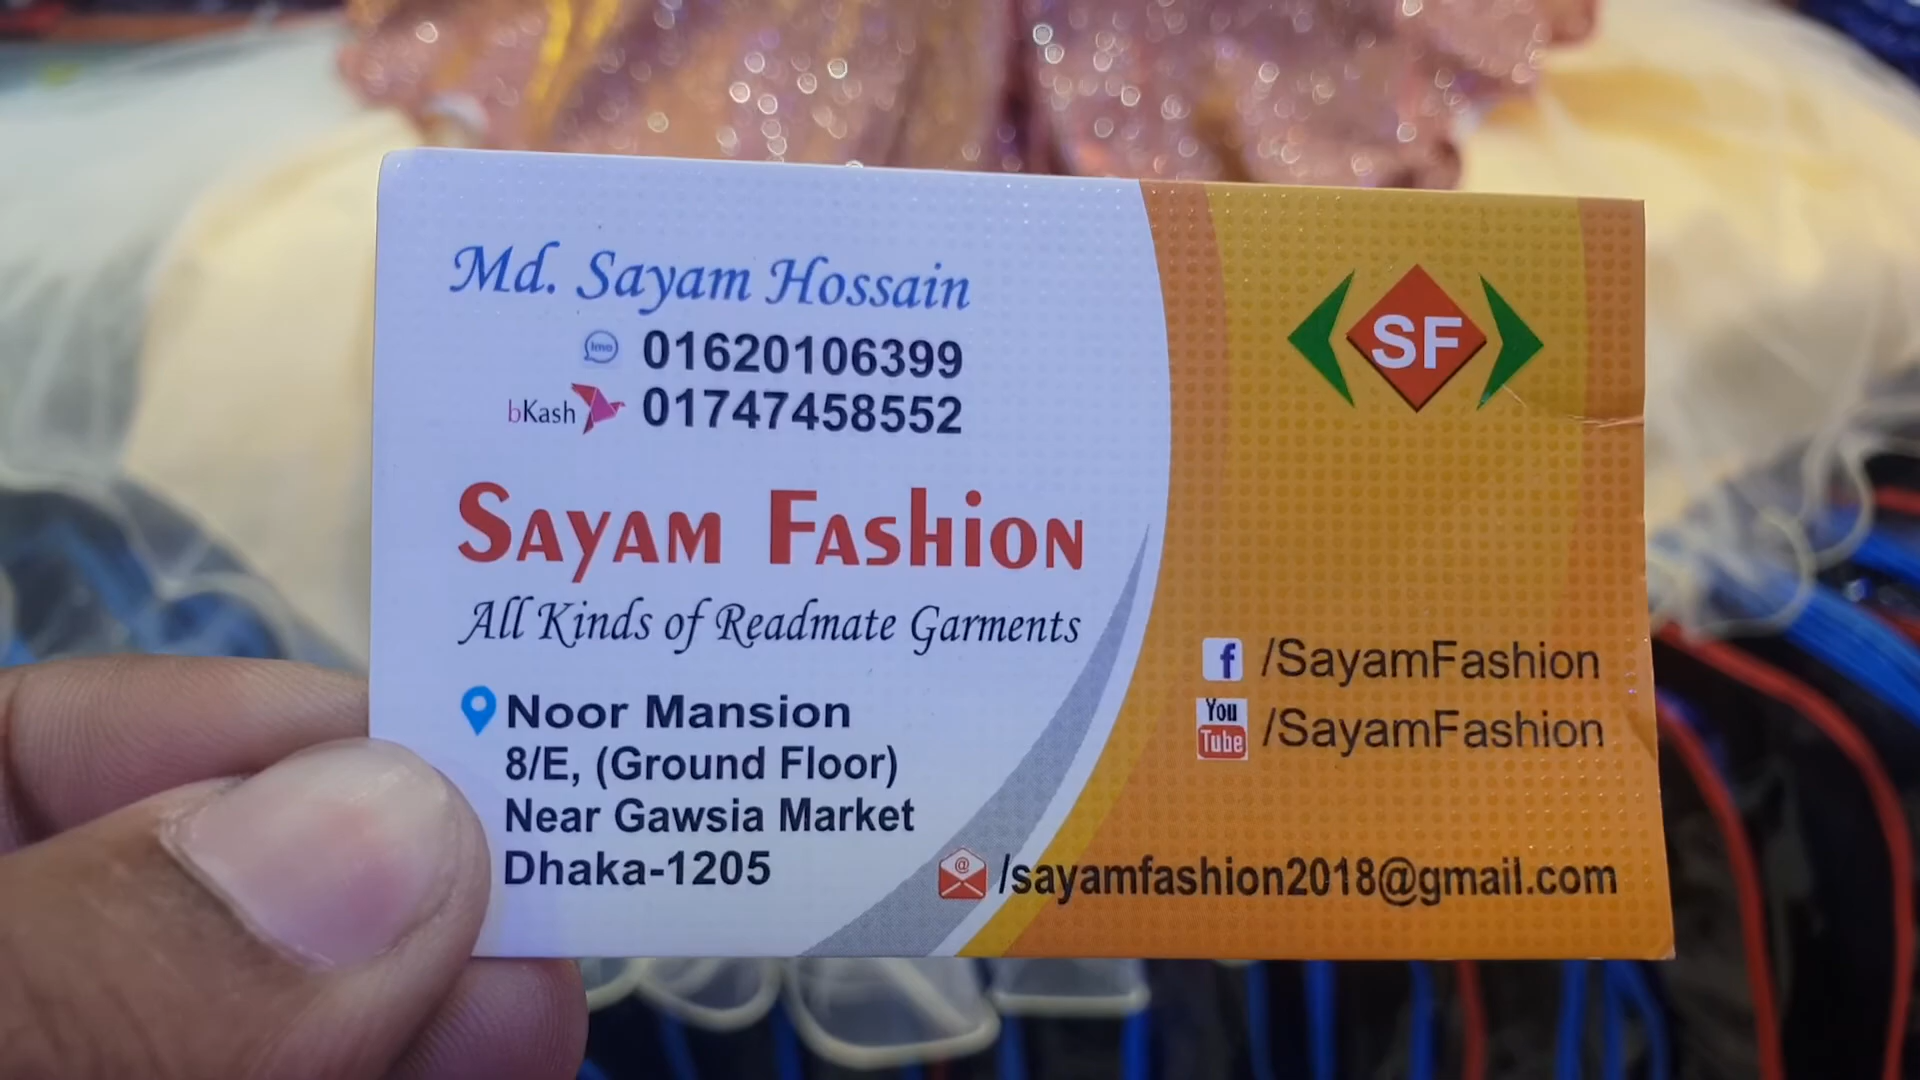 Md. Sayam Hossain
imo 01620106399
bKash 01747458552
SAYAM FASHION
All Kinds of Readmate Garments
Noor Mansion
8/E, (Ground Floor)
Near Gawsia Market
Dhaka-1205
SF
f /SayamFashion
You Tube /SayamFashion
@ /sayamfashion2018@gmail.com